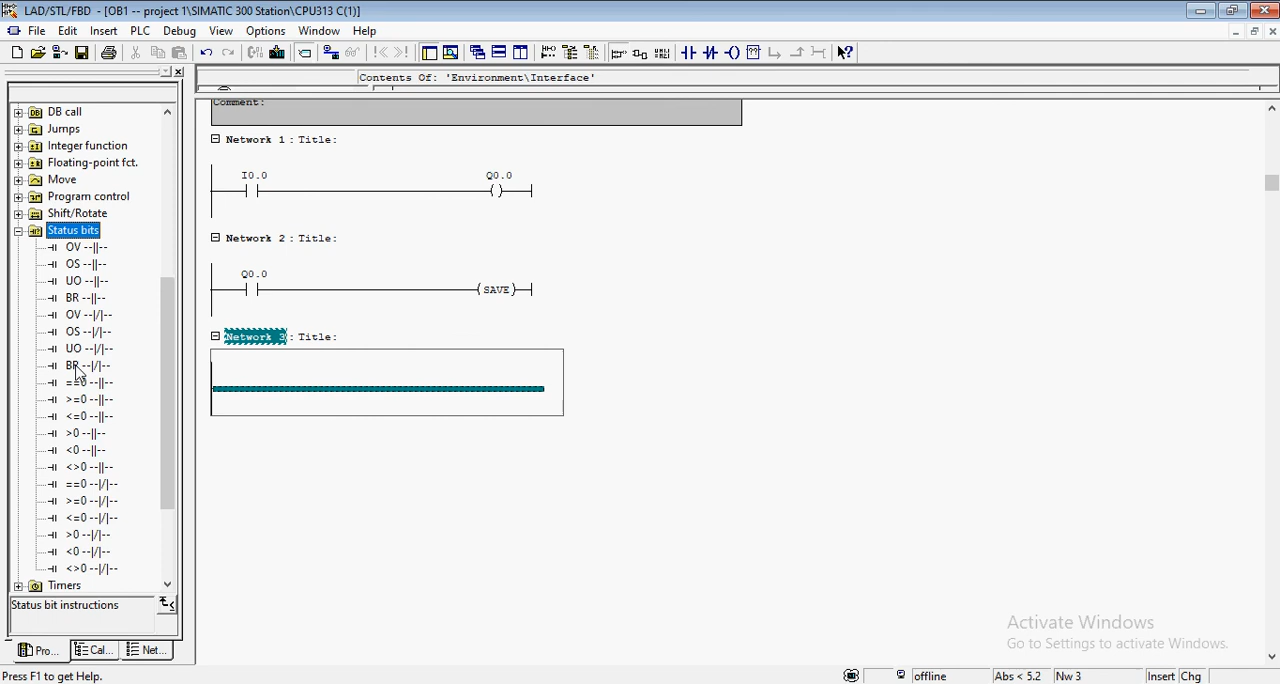 LAD/STL/FBD - [OB1 -- project 1\SIMATIC 300 Station\CPU313 C(1)]
File Edit Insert PLC Debug View Options Window Help
Contents Of: 'Environment\Interface'
DB call
Jumps
Integer function
Floating-point fct.
Move
Program control
Shift/Rotate
Status bits
OV --||--
OS --||--
UO --||--
BR --||--
OV --|/|--
OS --|/|--
UO --|/|--
BR --|/|--
==0 --||--
>=0 --||--
<=0 --||--
>0 --||--
<0 --||--
<>0 --||--
==0 --|/|--
>=0 --|/|--
<=0 --|/|--
>0 --|/|--
<0 --|/|--
<>0 --|/|--
Timers
Status bit instructions
Pro... Cal... Net...
Comment:
Network 1 : Title:
I0.0 Q0.0
Network 2 : Title:
Q0.0
SAVE
Network 3 : Title:
Activate Windows
Go to Settings to activate Windows.
Press F1 to get Help.
offline Abs < 5.2 Nw 3 Insert Chg